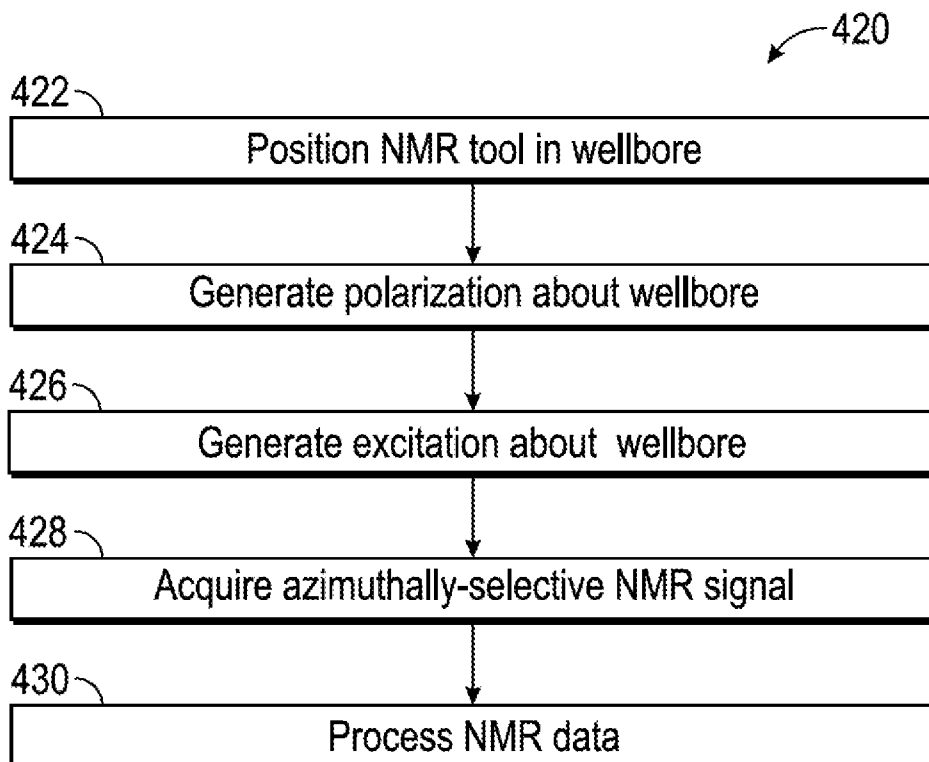 420
422
Position NMR tool in wellbore
424
Generate polarization about wellbore
426
Generate excitation about wellbore
428
Acquire azimuthally-selective NMR signal
430
Process NMR data